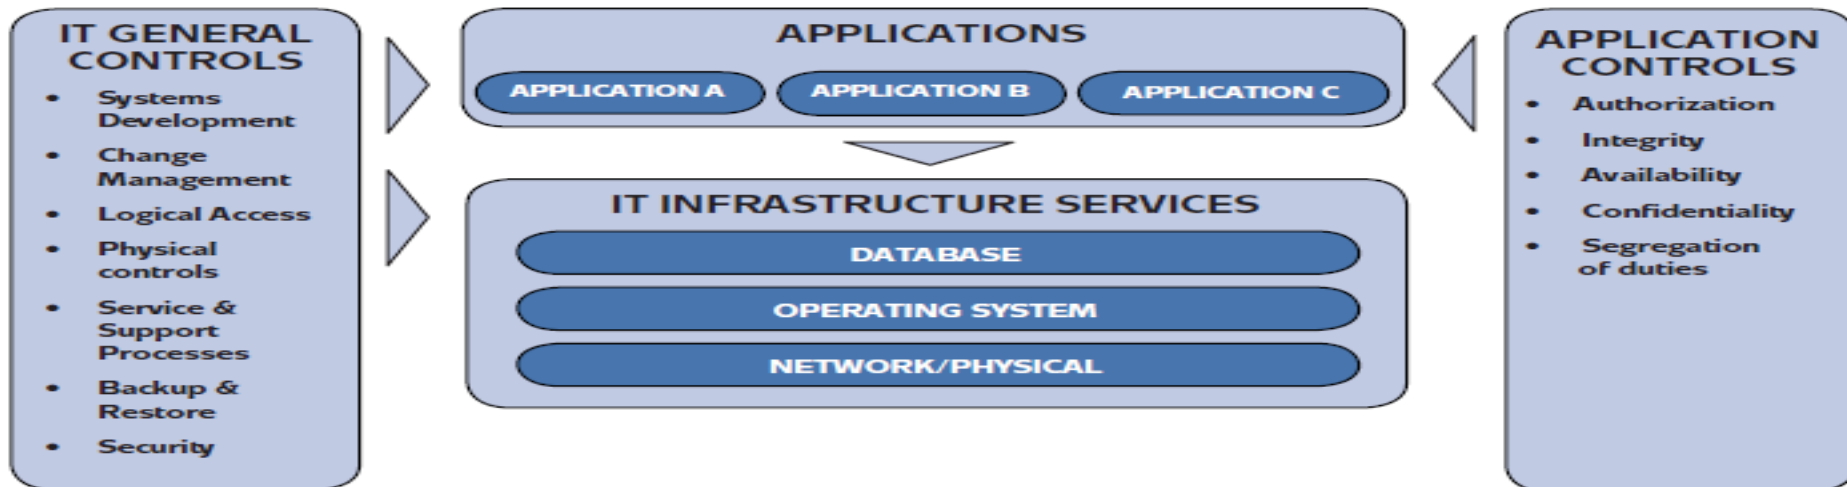 IT GENERAL
CONTROLS
• Systems
Development
• Change
Management
• Logical Access
• Physical
controls
• Service &
Support
Processes
• Backup &
Restore
• Security
APPLICATIONS
APPLICATION A
APPLICATION B
APPLICATION C
IT INFRASTRUCTURE SERVICES
DATABASE
OPERATING SYSTEM
NETWORK/PHYSICAL
APPLICATION
CONTROLS
• Authorization
• Integrity
• Availability
• Confidentiality
• Segregation
of duties